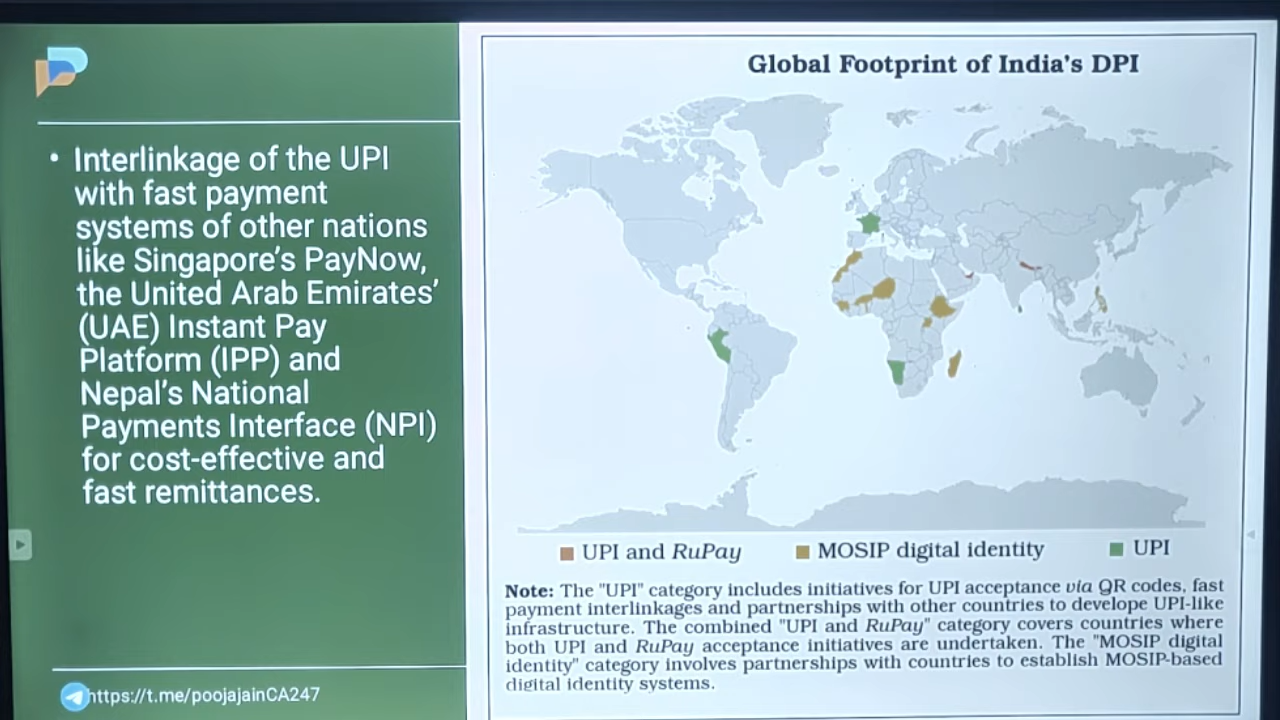 • Interlinkage of the UPI
with fast payment
systems of other nations
like Singapore's PayNow,
the United Arab Emirates'
(UAE) Instant Pay
Platform (IPP) and
Nepal's National
Payments Interface (NPI)
for cost-effective and
fast remittances.
https://t.me/poojajainCA247
Global Footprint of India's DPI
UPI and RuPay MOSIP digital identity UPI
Note: The "UPI" category includes initiatives for UPI acceptance via QR codes, fast
payment interlinkages and partnerships with other countries to develop UPI-like
infrastructure. The combined "UPI and RuPay" category covers countries where
both UPI and RuPay acceptance initiatives are undertaken. The "MOSIP digital
identity" category involves partnerships with countries to establish MOSIP-based
digital identity systems.